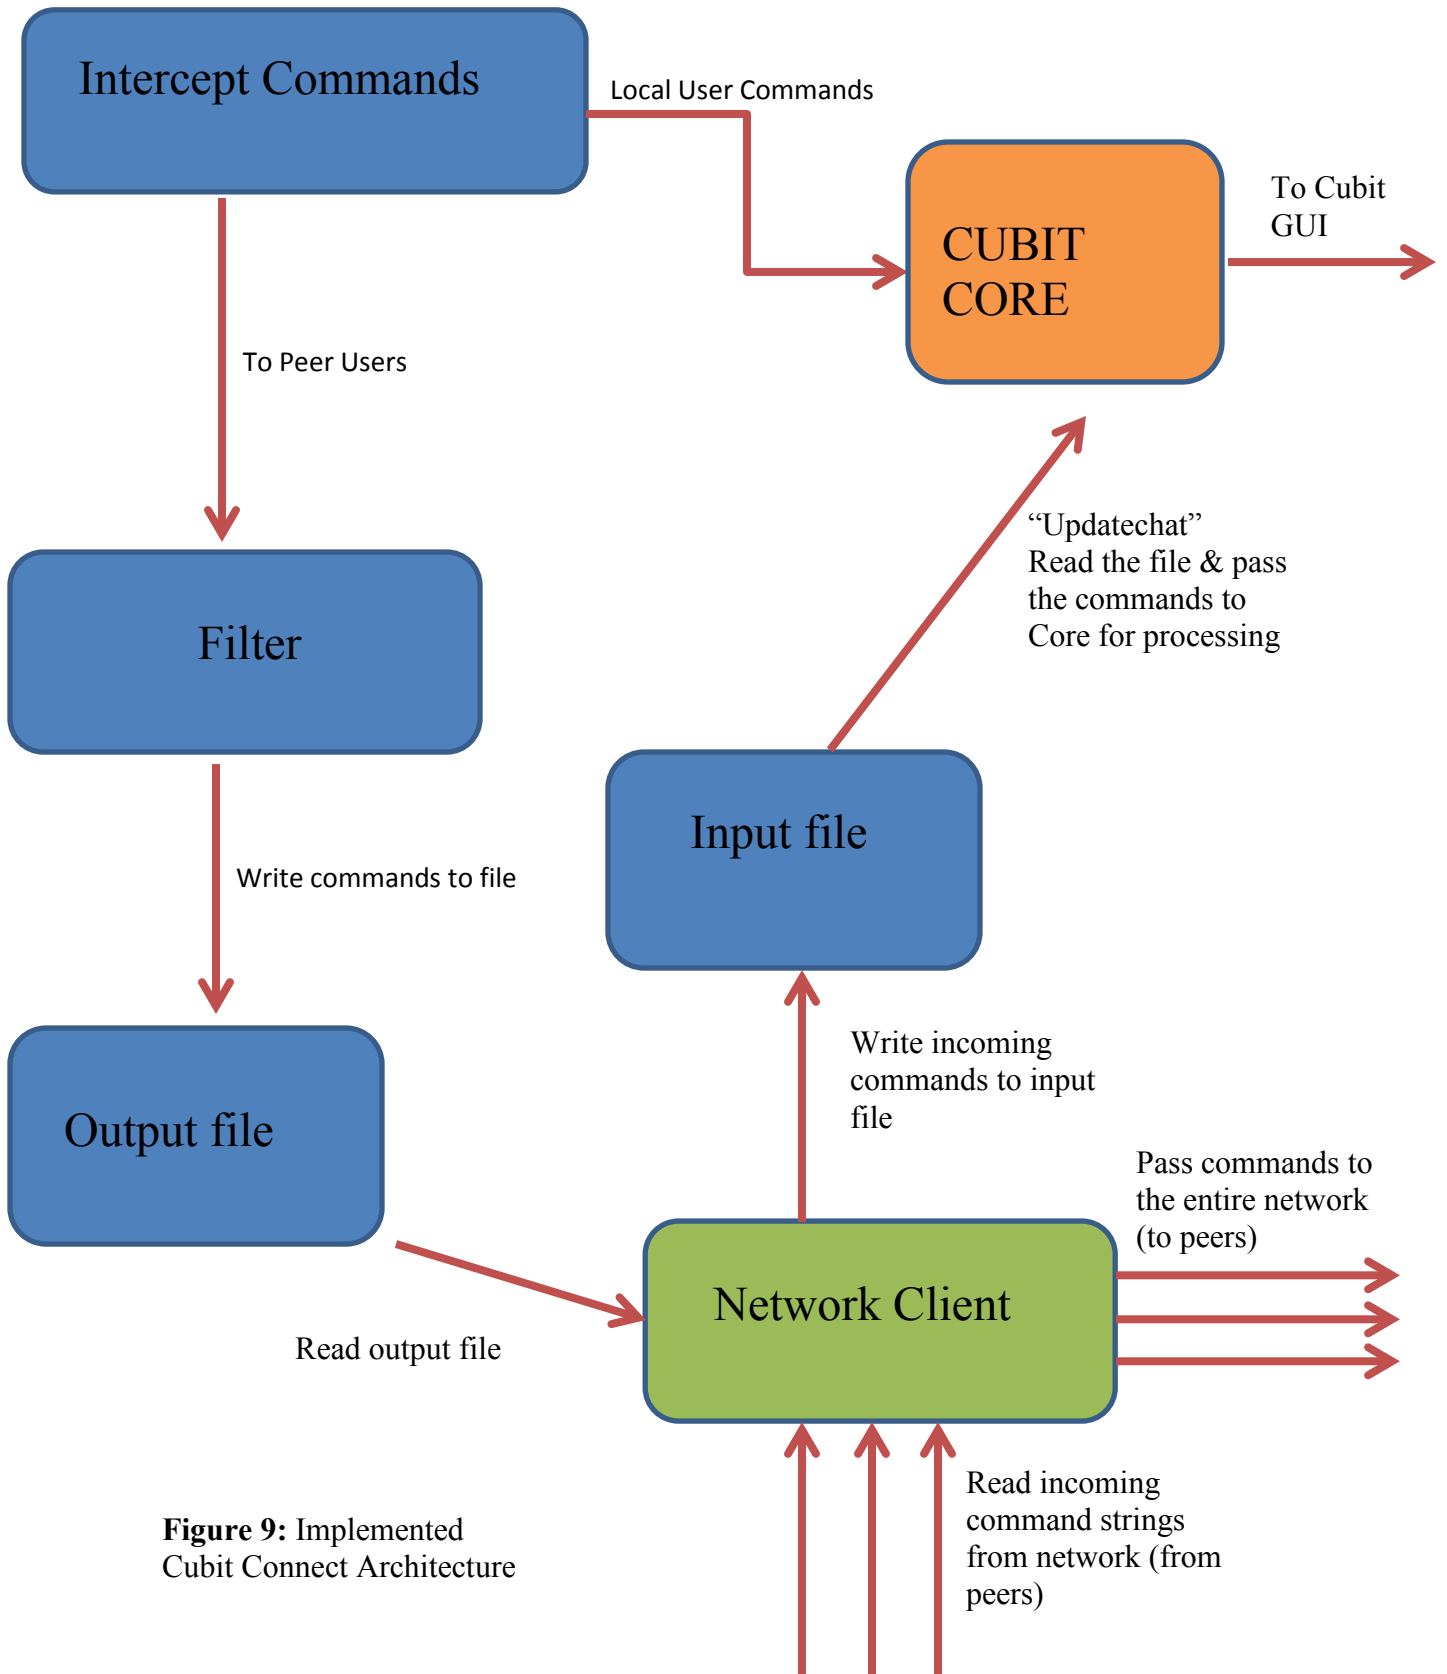 Intercept Commands
Local User Commands
To Cubit
GUI
CUBIT
CORE
To Peer Users
“Updatechat”
Read the file & pass
the commands to
Core for processing
Filter
Input file
Write commands to file
Write incoming
commands to input
file
Output file
Pass commands to
the entire network
(to peers)
Network Client
Read output file
Read incoming
command strings
from network (from
peers)
Figure 9: Implemented
Cubit Connect Architecture